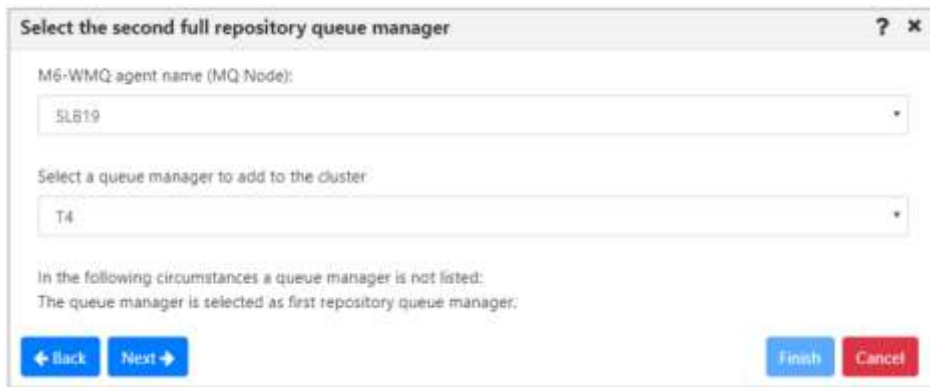 Select the second full repository queue manager ? ×
M6-WMQ agent name (MQ Node):
SLB19
Select a queue manager to add to the cluster
T4
In the following circumstances a queue manager is not listed:
The queue manager is selected as first repository queue manager.
← Back Next → Finish Cancel